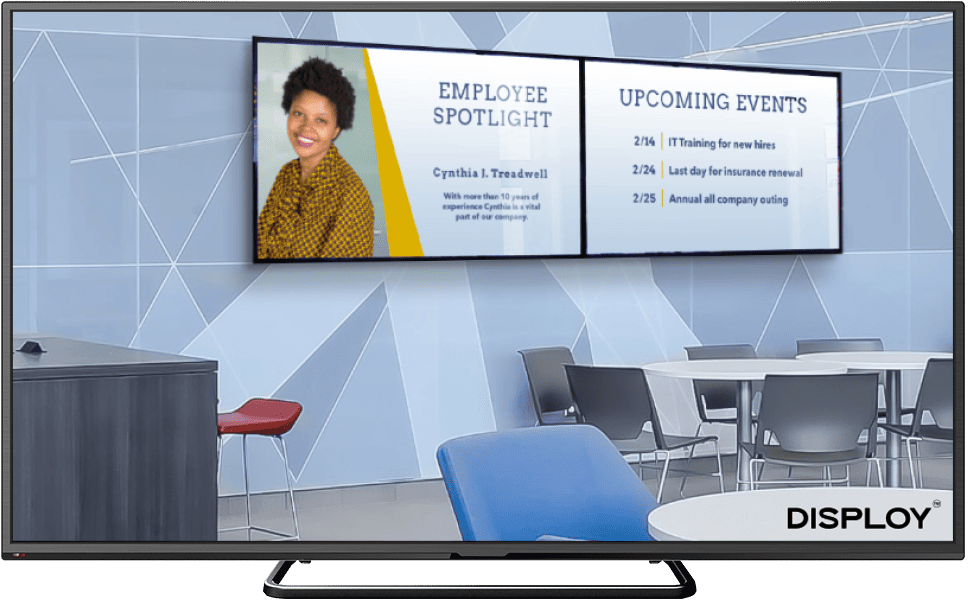 EMPLOYEE
SPOTLIGHT
Cynthia J. Treadwell
With more than 10 years of
experience Cynthia is a vital
part of our company.
UPCOMING EVENTS
2/14 IT Training for new hires
2/24 Last day for insurance renewal
2/25 Annual all company outing
DISPLOY
TM